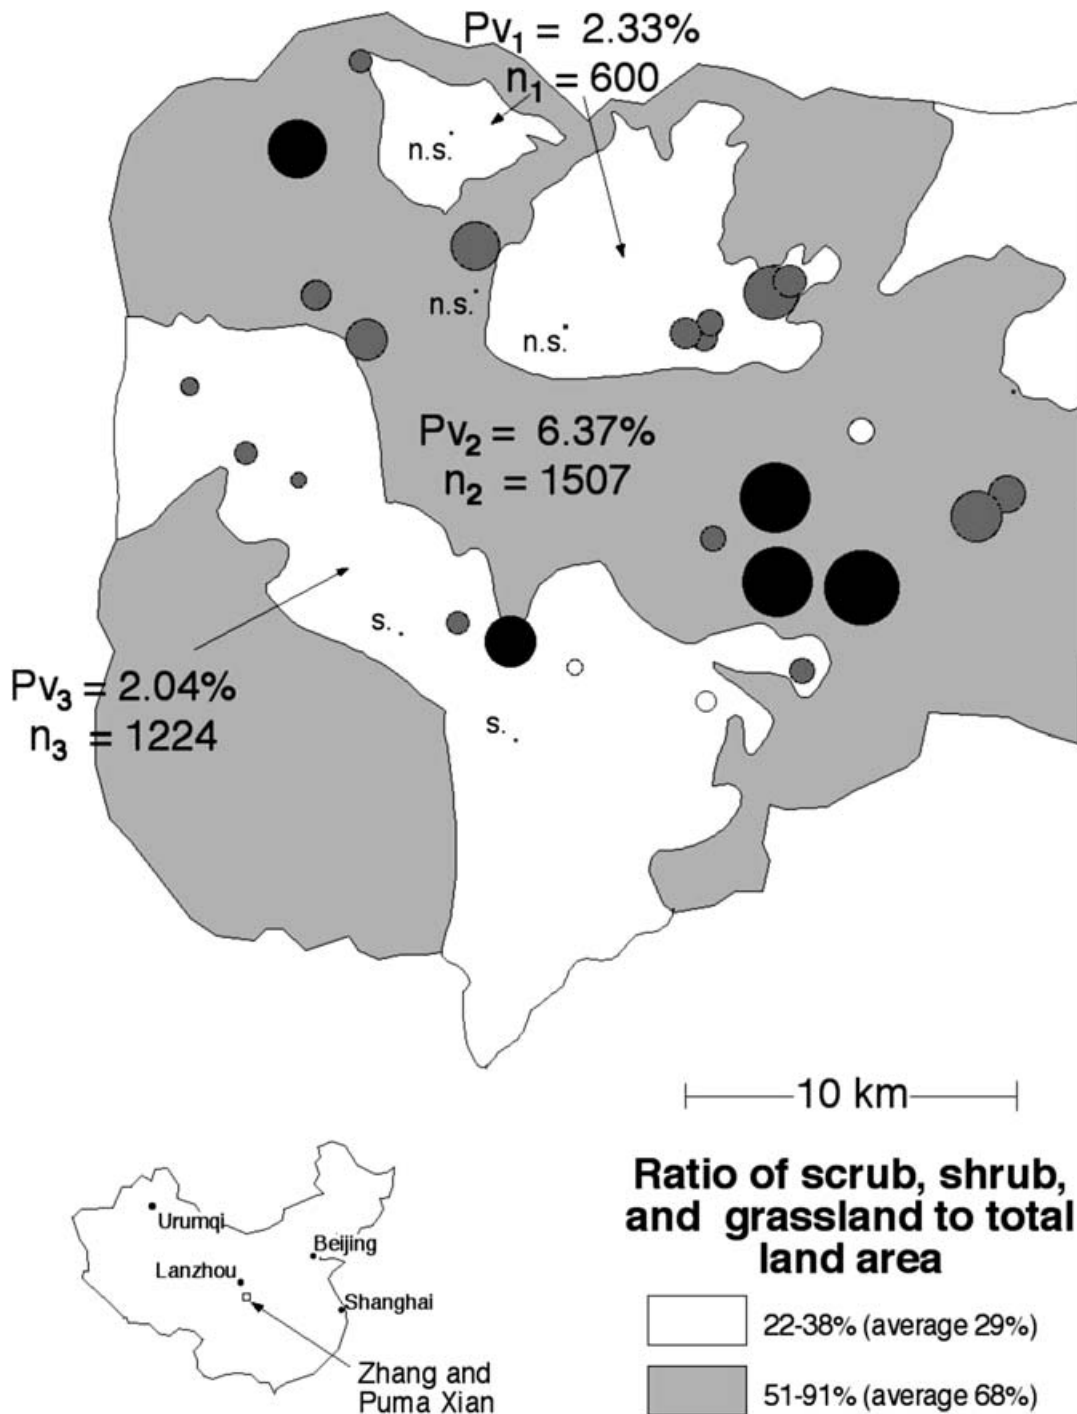 Pv₁ = 2.33%
n₁ = 600
n.s.
n.s.
n.s.
Pv₂ = 6.37%
n₂ = 1507
s.
Pv₃ = 2.04%
n₃ = 1224
s.
10 km
Ratio of scrub, shrub,
and grassland to total
land area
22-38% (average 29%)
51-91% (average 68%)
Urumqi
Beijing
Lanzhou
Shanghai
Zhang and
Puma Xian